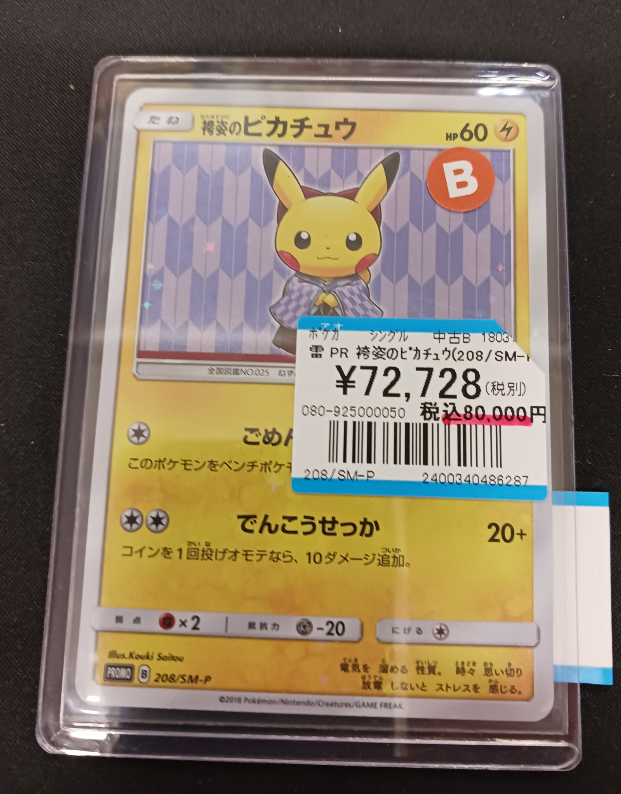 たね
袴姿のピカチュウ
HP60
B
全国図鑑NO.025 ねず
ポケカ シングル 中古B 1803
雷 PR 袴姿のピカチュウ(208/SM-
¥72,728(税別)
080-925000050 税込80,000円
208/SM-P 2400340486287
ごめん
このポケモンをベンチポケモ
でんこうせっか 20+
コインを1回投げオモテなら、10ダメージ追加。
弱点 ×2 抵抗力 -20 にげる
Illus.Kouki Saitou
電気を 溜める 性質。 時々 思い切り
放電 しないと ストレスを 感じる。
PROMO B 208/SM-P
©2018 Pokémon/Nintendo/Creatures/GAME FREAK